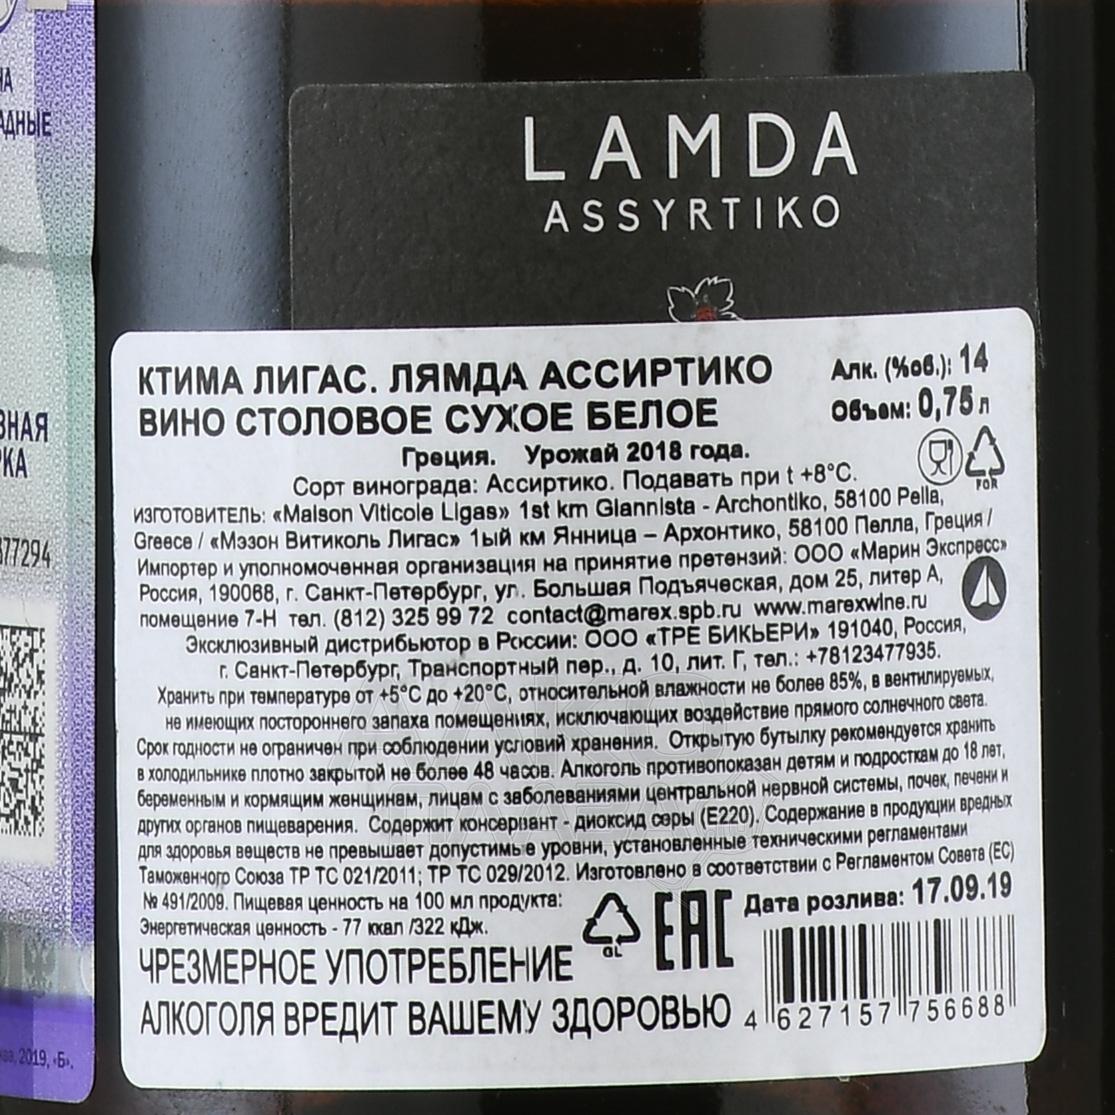 LAMDA
ASSYRTIKO
КТИМА ЛИГАС. ЛЯМДА АССИРТИКО
ВИНО СТОЛОВОЕ СУХОЕ БЕЛОЕ
Алк. (%об.): 14
Объем: 0,75 л
Греция. Урожай 2018 года.
Сорт винограда: Ассиртико. Подавать при t +8°C.
FOR
ИЗГОТОВИТЕЛЬ: «Maison Viticole Ligas» 1st km Giannista - Archontiko, 58100 Pella,
Greece / «Мэзон Витиколь Лигас» 1ый км Янница – Архонтико, 58100 Пелла, Греция /
Импортер и уполномоченная организация на принятие претензий: ООО «Марин Экспресс»
Россия, 190068, г. Санкт-Петербург, ул. Большая Подъяческая, дом 25, литер А,
помещение 7-Н тел. (812) 325 99 72 contact@marex.spb.ru www.marexwine.ru
Эксклюзивный дистрибьютор в России: ООО «ТРЕ БИКЬЕРИ» 191040, Россия,
г. Санкт-Петербург, Транспортный пер., д. 10, лит. Г, тел.: +78123477935.
Хранить при температуре от +5°C до +20°C, относительной влажности не более 85%, в вентилируемых,
не имеющих постороннего запаха помещениях, исключающих воздействие прямого солнечного света.
Срок годности не ограничен при соблюдении условий хранения. Открытую бутылку рекомендуется хранить
в холодильнике плотно закрытой не более 48 часов. Алкоголь противопоказан детям и подросткам до 18 лет,
беременным и кормящим женщинам, лицам с заболеваниями центральной нервной системы, почек, печени и
других органов пищеварения. Содержит консервант - диоксид серы (Е220). Содержание в продукции вредных
для здоровья веществ не превышает допустимые уровни, установленные техническими регламентами
Таможенного Союза ТР ТС 021/2011; ТР ТС 029/2012. Изготовлено в соответствии с Регламентом Совета (ЕС)
№ 491/2009. Пищевая ценность на 100 мл продукта:
Энергетическая ценность - 77 ккал /322 кДж.
GL
EAC
Дата розлива: 17.09.19
ЧРЕЗМЕРНОЕ УПОТРЕБЛЕНИЕ
АЛКОГОЛЯ ВРЕДИТ ВАШЕМУ ЗДОРОВЬЮ
4 627157 756688
АДНЫЕ
ЗНАЯ
РКА
877294
2019, «Б».